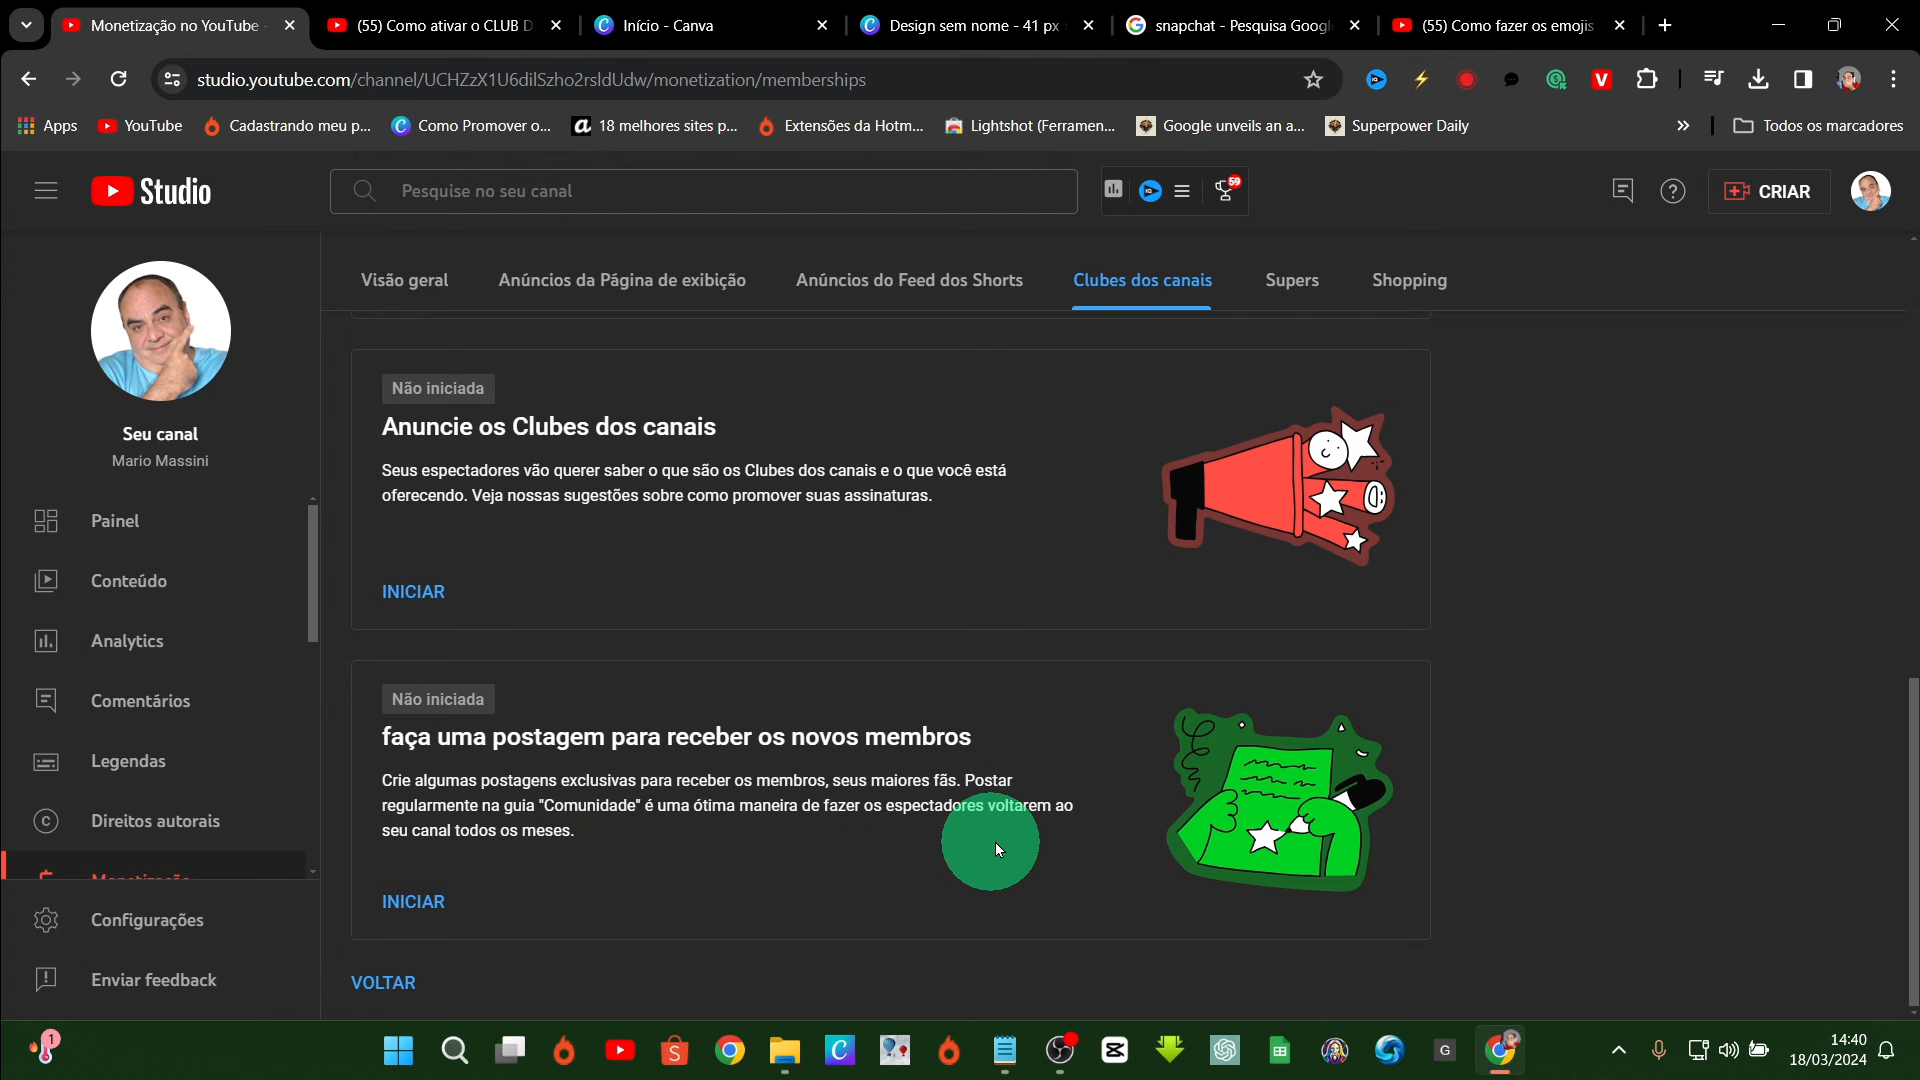 Monetização no YouTube -
(55) Como ativar o CLUB D
Início - Canva
Design sem nome - 41 px
snapchat - Pesquisa Googl
(55) Como fazer os emojis
studio.youtube.com/channel/UCHZzX1U6dilSzho2rsldUdw/monetization/memberships
Apps
YouTube
Cadastrando meu p...
Como Promover o...
18 melhores sites p...
Extensões da Hotm...
Lightshot (Ferramen...
Google unveils an a...
Superpower Daily
Todos os marcadores
Studio
Pesquise no seu canal
59
CRIAR
Visão geral
Anúncios da Página de exibição
Anúncios do Feed dos Shorts
Clubes dos canais
Supers
Shopping
Seu canal
Mario Massini
Painel
Conteúdo
Analytics
Comentários
Legendas
Direitos autorais
Monetização
Configurações
Enviar feedback
Não iniciada
Anuncie os Clubes dos canais
Seus espectadores vão querer saber o que são os Clubes dos canais e o que você está
oferecendo. Veja nossas sugestões sobre como promover suas assinaturas.
INICIAR
Não iniciada
faça uma postagem para receber os novos membros
Crie algumas postagens exclusivas para receber os membros, seus maiores fãs. Postar
regularmente na guia "Comunidade" é uma ótima maneira de fazer os espectadores voltarem ao
seu canal todos os meses.
INICIAR
VOLTAR
1
14:40
18/03/2024